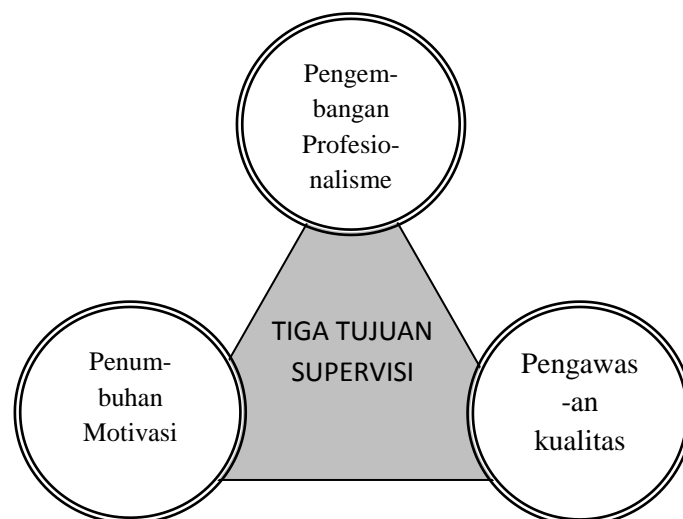 Pengem-
bangan
Profesio-
nalisme
TIGA TUJUAN
SUPERVISI
Penum-
buhan
Motivasi
Pengawas
-an
kualitas